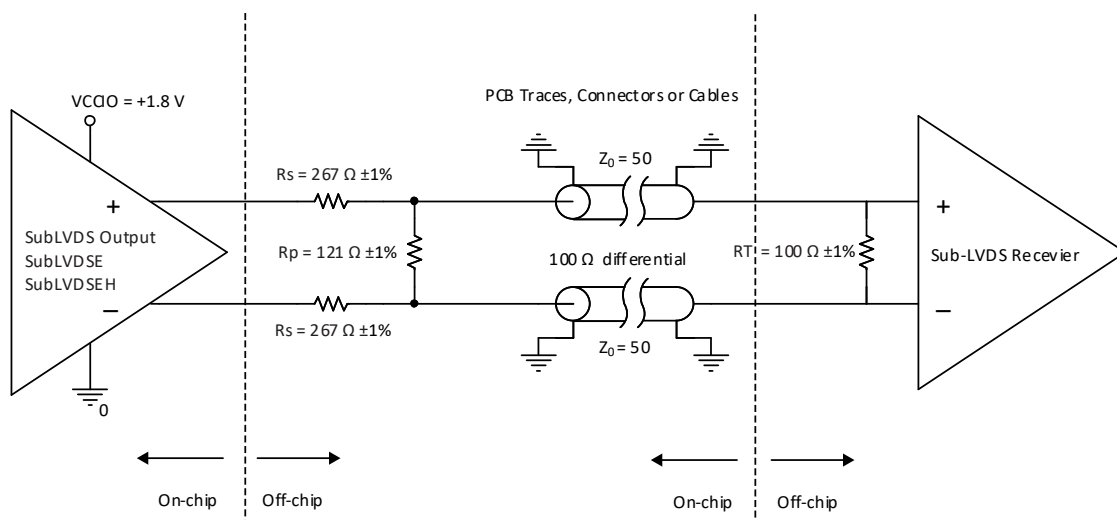 VCCIO = +1.8 V
PCB Traces, Connectors or Cables
Z0 = 50
Rs = 267 Ω ±1%
+
+
SubLVDS Output
SubLVDSE
SubLVDSEH
Rp = 121 Ω ±1%
100 Ω differential
RT = 100 Ω ±1%
Sub-LVDS Recevier
−
−
Rs = 267 Ω ±1%
Z0 = 50
0
On-chip
Off-chip
On-chip
Off-chip